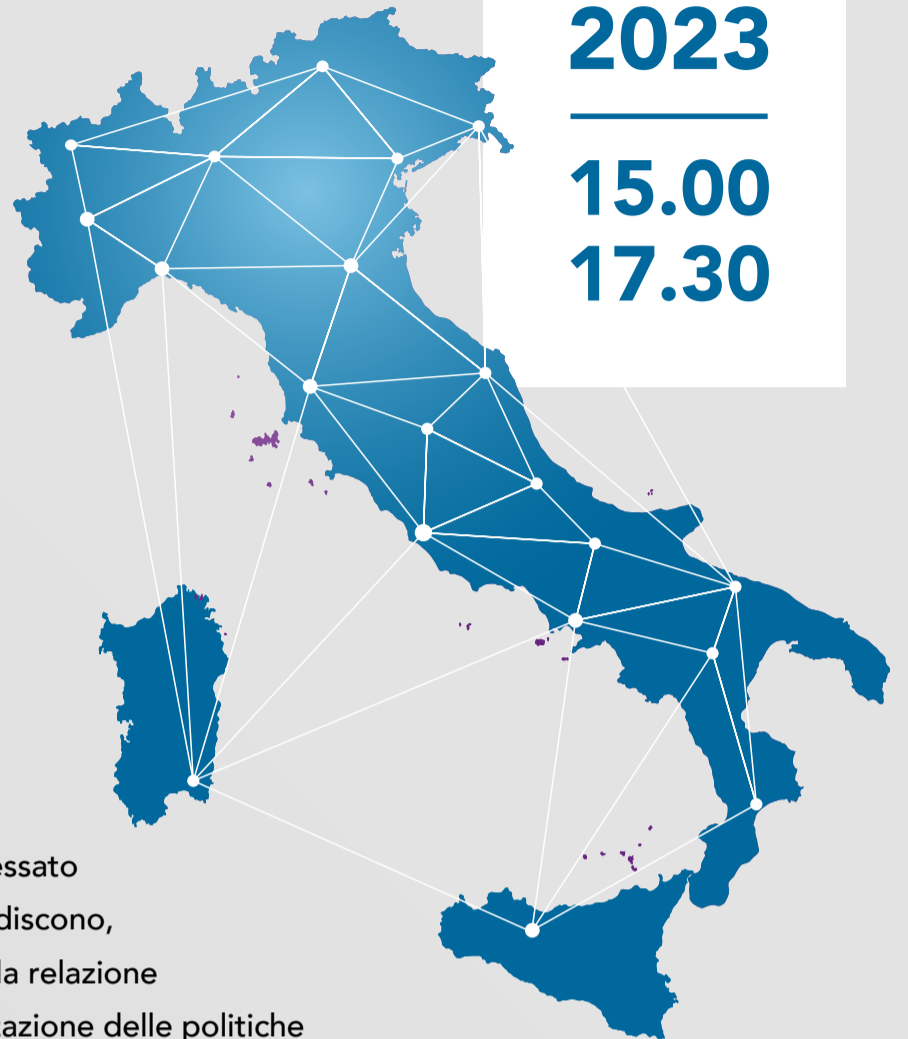 2023
15.00
17.30
essato
discono,
la relazione
azione delle politiche